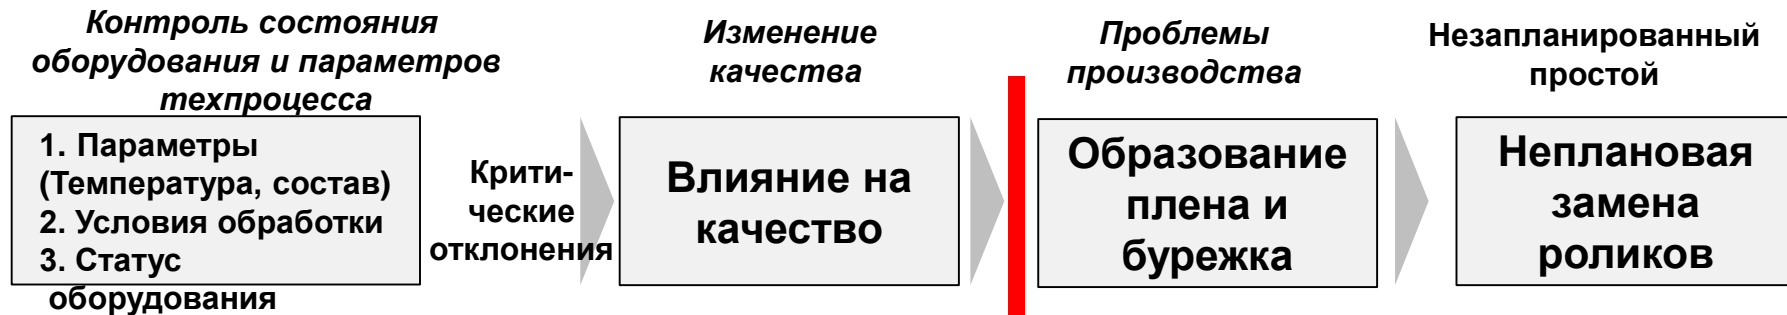 Контроль состояния
оборудования и параметров
техпроцесса
1. Параметры
(Температура, состав)
2. Условия обработки
3. Статус
оборудования
Крити-
ческие
отклонения
Изменение
качества
Влияние на
качество
Проблемы
производства
Образование
плена и
бурежка
Незапланированный
простой
Неплановая
замена
роликов